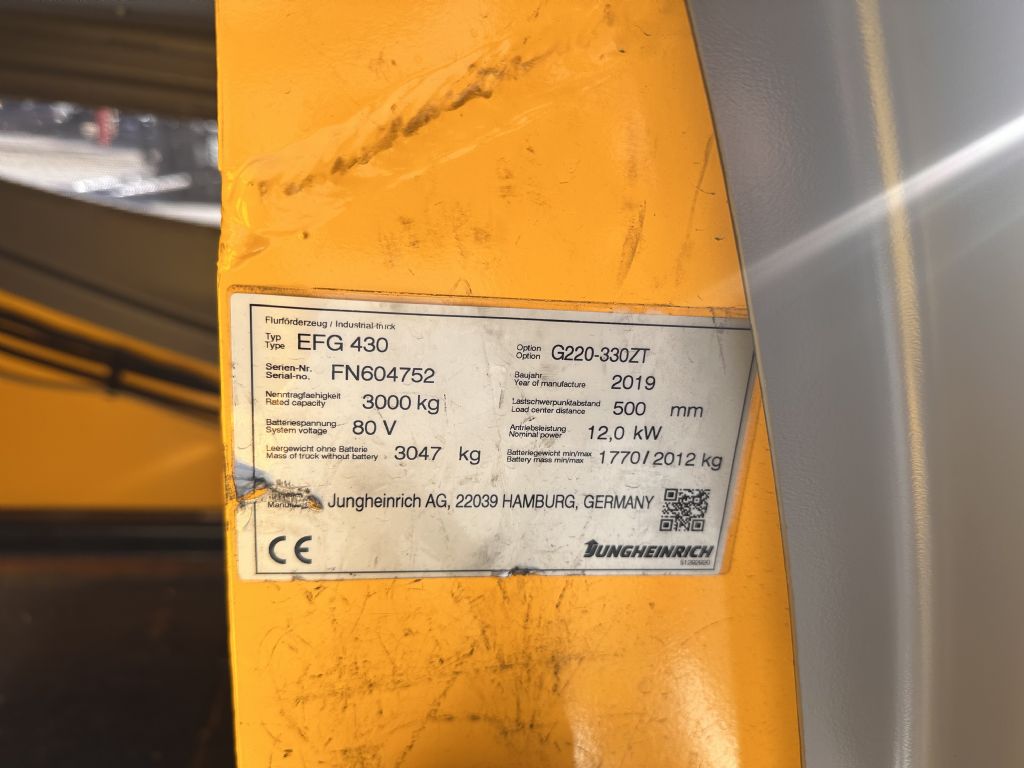 Flurförderzeug / Industrial-truck
Typ
Type EFG 430
Option
Option G220-330ZT
Serien-Nr.
Serial-no. FN604752
Baujahr
Year of manufacture 2019
Nenntragfaehigkeit
Rated capacity 3000 kg
Lastschwerpunktabstand
Load center distance 500 mm
Batteriespannung
System voltage 80 V
Antriebsleistung
Nominal power 12,0 kW
Leergewicht ohne Batterie
Mass of truck without battery 3047 kg
Batteriegewicht min/max
Battery mass min/max 1770 / 2012 kg
Jungheinrich AG, 22039 HAMBURG, GERMANY
CE
JUNGHEINRICH